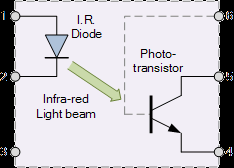 1
I.R.
Diode
6
Photo-
transistor
2
5
Infra-red
Light beam
3
4